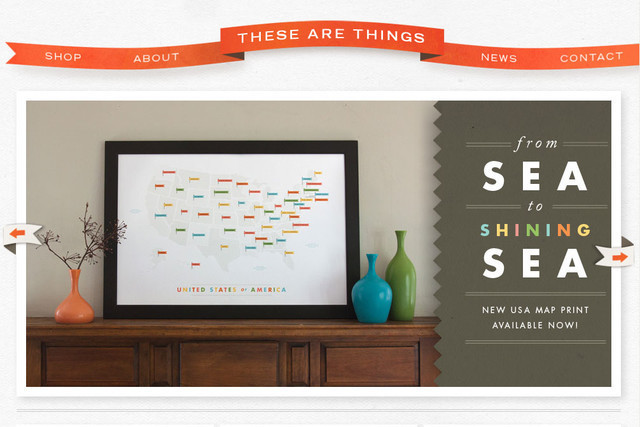 THESE ARE THINGS
SHOP
ABOUT
NEWS
CONTACT
from
SEA
to
SHINING
SEA
NEW USA MAP PRINT
AVAILABLE NOW!
UNITED STATES OF AMERICA